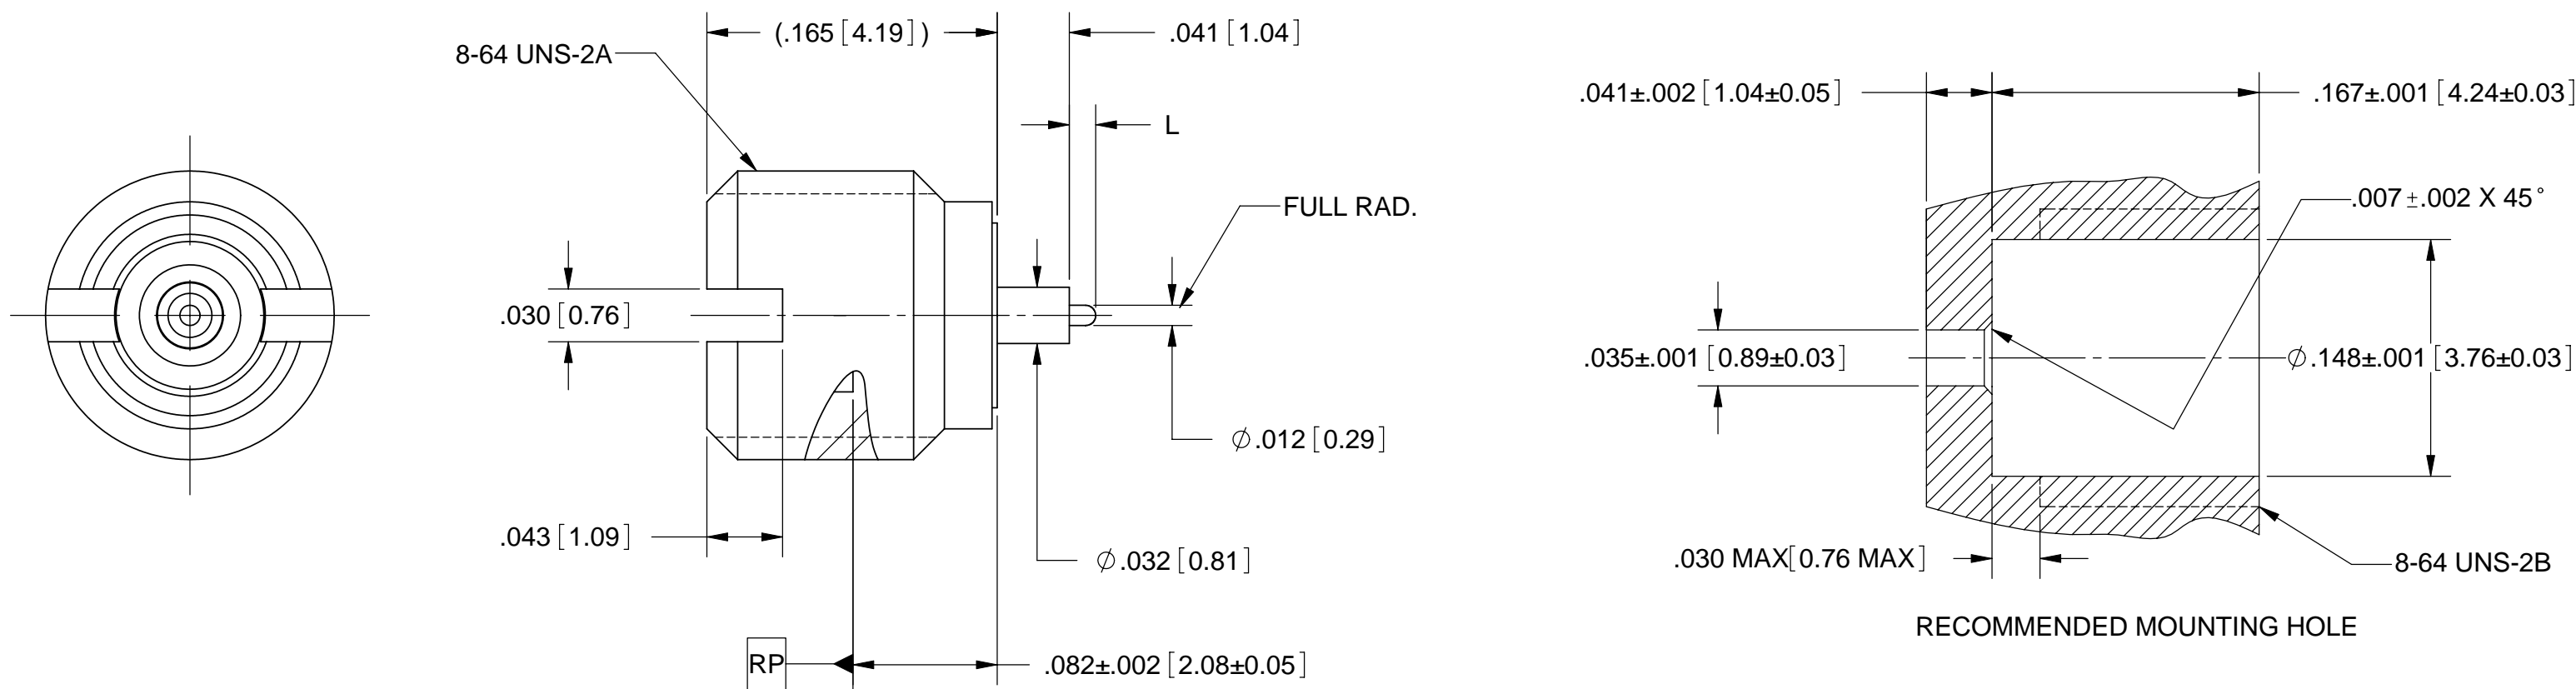 8-64 UNS-2A
(.165 [4.19])
.041 [1.04]
L
FULL RAD.
.030 [0.76]
⌀.012 [0.29]
.043 [1.09]
⌀.032 [0.81]
RP
.082±.002 [2.08±0.05]
.041±.002 [1.04±0.05]
.167±.001 [4.24±0.03]
.007±.002 X 45°
.035±.001 [0.89±0.03]
⌀.148±.001 [3.76±0.03]
.030 MAX[0.76 MAX]
8-64 UNS-2B
RECOMMENDED MOUNTING HOLE